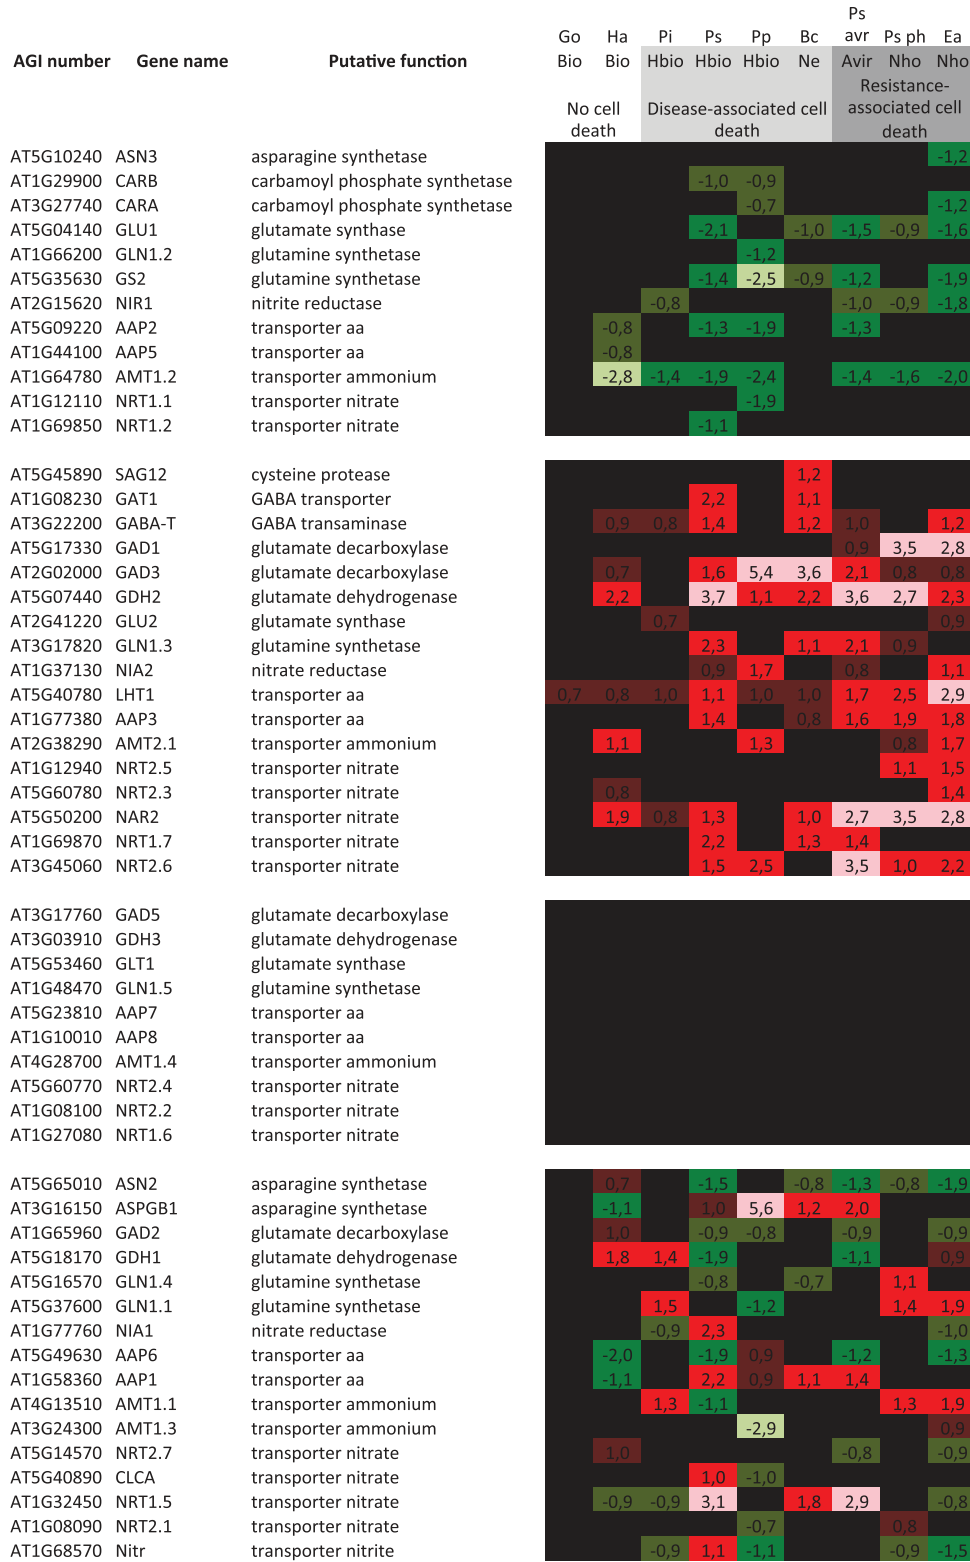 Ps
Go Ha Pi Ps Pp Bc avr Ps ph Ea
AGI number Gene name Putative function Bio Bio Hbio Hbio Hbio Ne Avir Nho Nho
Resistance-
No cell Disease-associated cell associated cell
death death death
AT5G10240 ASN3 asparagine synthetase -1,2
AT1G29900 CARB carbamoyl phosphate synthetase -1,0 -0,9
AT3G27740 CARA carbamoyl phosphate synthetase -0,7 -1,2
AT5G04140 GLU1 glutamate synthase -2,1 -1,0 -1,5 -0,9 -1,6
AT1G66200 GLN1.2 glutamine synthetase -1,2
AT5G35630 GS2 glutamine synthetase -1,4 -2,5 -0,9 -1,2 -1,9
AT2G15620 NIR1 nitrite reductase -0,8 -1,0 -0,9 -1,8
AT5G09220 AAP2 transporter aa -0,8 -1,3 -1,9 -1,3
AT1G44100 AAP5 transporter aa -0,8
AT1G64780 AMT1.2 transporter ammonium -2,8 -1,4 -1,9 -2,4 -1,4 -1,6 -2,0
AT1G12110 NRT1.1 transporter nitrate -1,9
AT1G69850 NRT1.2 transporter nitrate -1,1
AT5G45890 SAG12 cysteine protease 1,2
AT1G08230 GAT1 GABA transporter 2,2 1,1
AT3G22200 GABA-T GABA transaminase 0,9 0,8 1,4 1,2 1,0 1,2
AT5G17330 GAD1 glutamate decarboxylase 0,9 3,5 2,8
AT2G02000 GAD3 glutamate decarboxylase 0,7 1,6 5,4 3,6 2,1 0,8 0,8
AT5G07440 GDH2 glutamate dehydrogenase 2,2 3,7 1,1 2,2 3,6 2,7 2,3
AT2G41220 GLU2 glutamate synthase 0,7 0,9
AT3G17820 GLN1.3 glutamine synthetase 2,3 1,1 2,1 0,9
AT1G37130 NIA2 nitrate reductase 0,9 1,7 0,8 1,1
AT5G40780 LHT1 transporter aa 0,7 0,8 1,0 1,1 1,0 1,0 1,7 2,5 2,9
AT1G77380 AAP3 transporter aa 1,4 0,8 1,6 1,9 1,8
AT2G38290 AMT2.1 transporter ammonium 1,1 1,3 0,8 1,7
AT1G12940 NRT2.5 transporter nitrate 1,1 1,5
AT5G60780 NRT2.3 transporter nitrate 0,8 1,4
AT5G50200 NAR2 transporter nitrate 1,9 0,8 1,3 1,0 2,7 3,5 2,8
AT1G69870 NRT1.7 transporter nitrate 2,2 1,3 1,4
AT3G45060 NRT2.6 transporter nitrate 1,5 2,5 3,5 1,0 2,2
AT3G17760 GAD5 glutamate decarboxylase
AT3G03910 GDH3 glutamate dehydrogenase
AT5G53460 GLT1 glutamate synthase
AT1G48470 GLN1.5 glutamine synthetase
AT5G23810 AAP7 transporter aa
AT1G10010 AAP8 transporter aa
AT4G28700 AMT1.4 transporter ammonium
AT5G60770 NRT2.4 transporter nitrate
AT1G08100 NRT2.2 transporter nitrate
AT1G27080 NRT1.6 transporter nitrate
AT5G65010 ASN2 asparagine synthetase 0,7 -1,5 -0,8 -1,3 -0,8 -1,9
AT3G16150 ASPGB1 asparagine synthetase -1,1 1,0 5,6 1,2 2,0
AT1G65960 GAD2 glutamate decarboxylase 1,0 -0,9 -0,8 -0,9 -0,9
AT5G18170 GDH1 glutamate dehydrogenase 1,8 1,4 -1,9 -1,1 0,9
AT5G16570 GLN1.4 glutamine synthetase -0,8 -0,7 1,1
AT5G37600 GLN1.1 glutamine synthetase 1,5 -1,2 1,4 1,9
AT1G77760 NIA1 nitrate reductase -0,9 2,3 -1,0
AT5G49630 AAP6 transporter aa -2,0 -1,9 0,9 -1,2 -1,3
AT1G58360 AAP1 transporter aa -1,1 2,2 0,9 1,1 1,4
AT4G13510 AMT1.1 transporter ammonium 1,3 -1,1 1,3 1,9
AT3G24300 AMT1.3 transporter ammonium -2,9 0,9
AT5G14570 NRT2.7 transporter nitrate 1,0 -0,8 -0,9
AT5G40890 CLCA transporter nitrate 1,0 -1,0
AT1G32450 NRT1.5 transporter nitrate -0,9 -0,9 3,1 1,8 2,9 -0,8
AT1G08090 NRT2.1 transporter nitrate -0,7 0,8
AT1G68570 Nitr transporter nitrite -0,9 1,1 -1,1 -0,9 -1,5